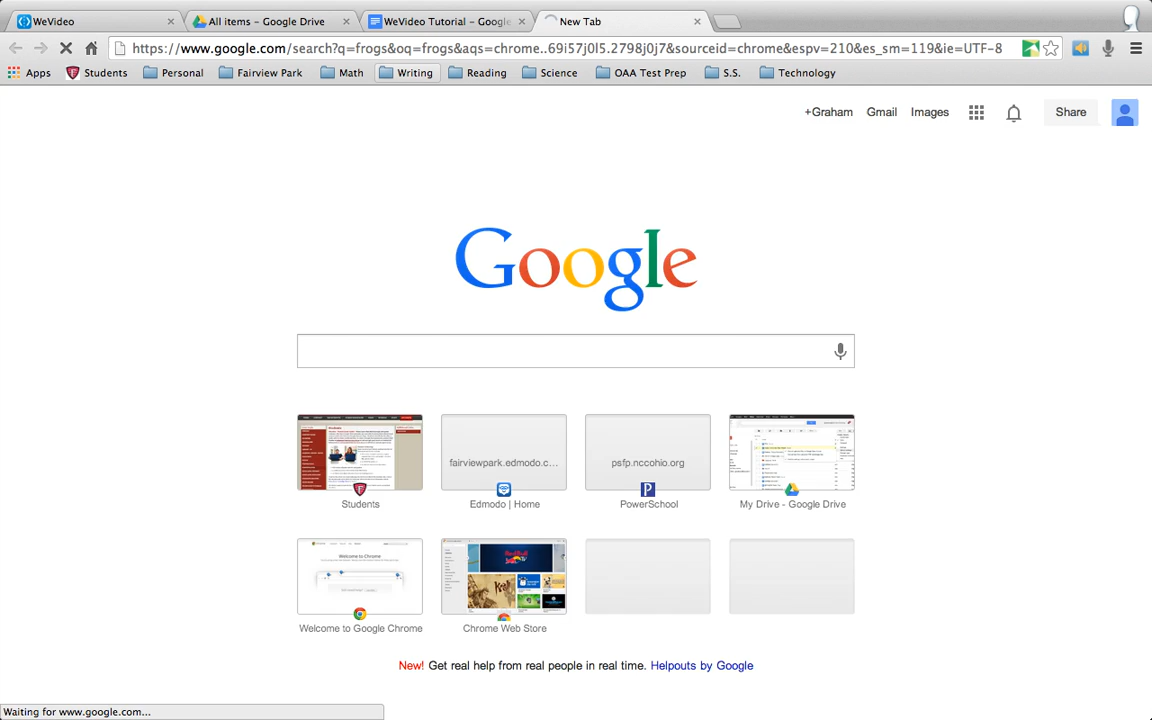 WeVideo
All items - Google Drive
WeVideo Tutorial - Google
New Tab
https://www.google.com/search?q=frogs&oq=frogs&aqs=chrome..69i57j0l5.2798j0j7&sourceid=chrome&espv=210&es_sm=119&ie=UTF-8
Apps Students Personal Fairview Park Math Writing Reading Science OAA Test Prep S.S. Technology
+Graham Gmail Images Share
Google
fairviewpark.edmodo.c... psfp.nccohio.org
Students Edmodo | Home PowerSchool My Drive - Google Drive
Welcome to Chrome
Welcome to Google Chrome Chrome Web Store
New! Get real help from real people in real time. Helpouts by Google
Waiting for www.google.com...